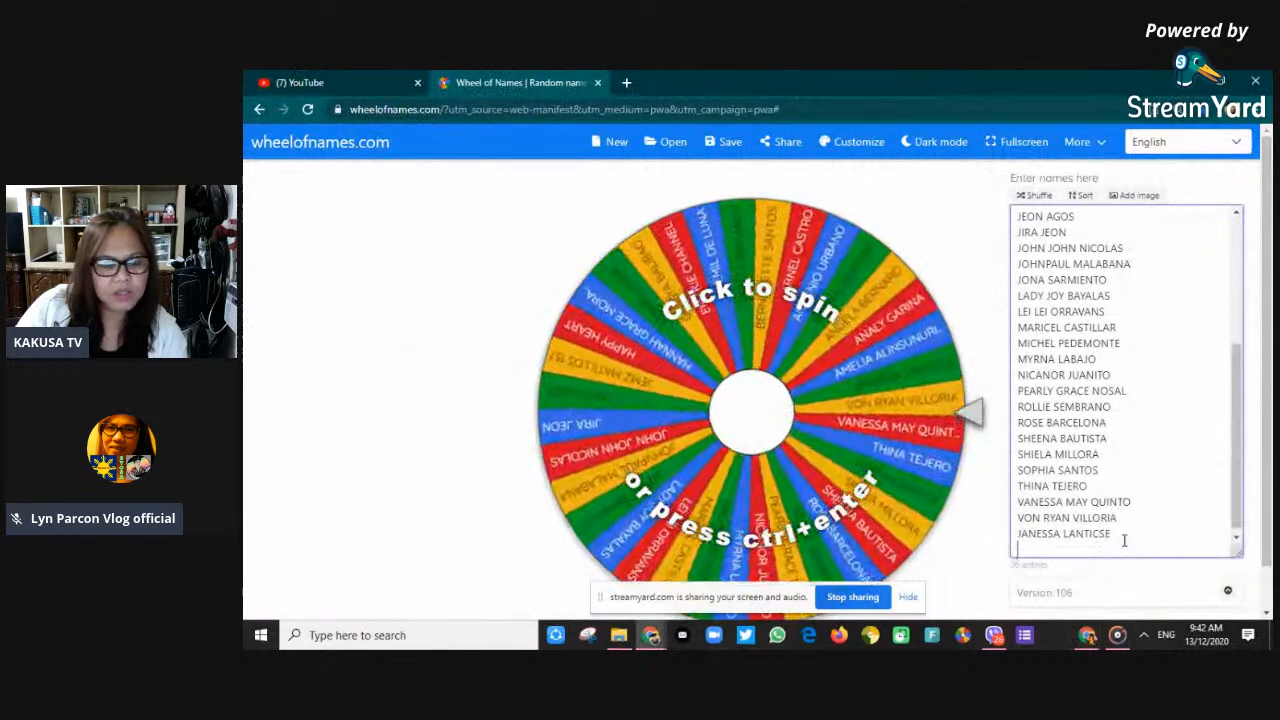 Powered by
StreamYard
(7) YouTube
Wheel of Names | Random name
wheelofnames.com/?utm_source=web-manifest&utm_medium=pwa&utm_campaign=pwa#
wheelofnames.com
New
Open
Save
Share
Customize
Dark mode
Fullscreen
More
English
Enter names here
Shuffle
Sort
Add image
JEON AGOS
JIRA JEON
JOHN JOHN NICOLAS
JOHNPAUL MALABANA
JONA SARMIENTO
LADY JOY BAYALAS
LEI LEI ORRAVANS
MARICEL CASTILLAR
MICHEL PEDEMONTE
MYRNA LABAJO
NICANOR JUANITO
PEARLY GRACE NOSAL
ROLLIE SEMBRANO
ROSE BARCELONA
SHEENA BAUTISTA
SHIELA MILLORA
SOPHIA SANTOS
THINA TEJERO
VANESSA MAY QUINTO
VON RYAN VILLORIA
JANESSA LANTICSE
36 entries
Version 106
Click to spin
or press ctrl+enter
ANALY GARINA
AMELIA ALINSUNURI..
VON RYAN VILLORIA
VANESSA MAY QUINT...
THINA TEJERO
HANNAH GRACE MORA..
HAPPY HEART
JIRA JEON
JOHN JOHN NICOLAS
KAKUSA TV
Lyn Parcon Vlog official
streamyard.com is sharing your screen and audio.
Stop sharing
Hide
Type here to search
ENG
9:42 AM
13/12/2020